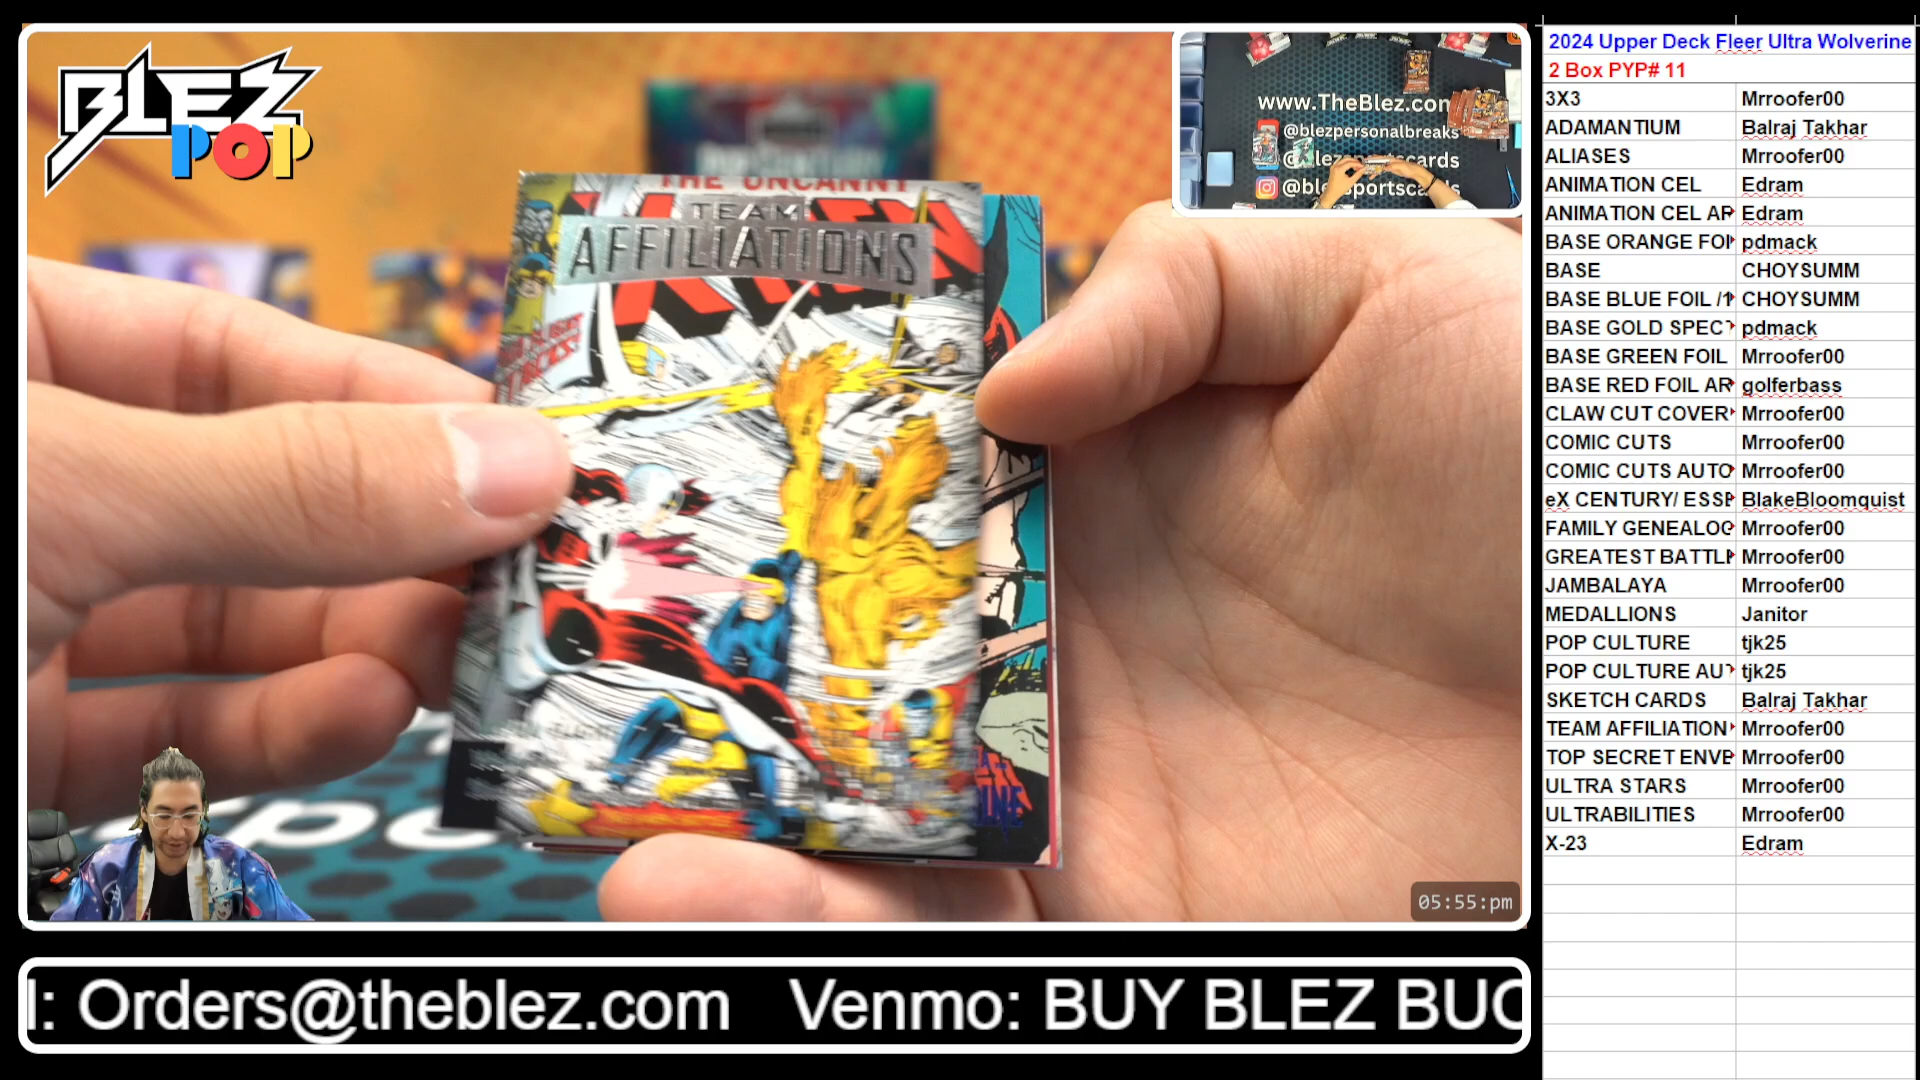 BLEZ
POP
THE UNCANNY
TEAM
AFFILIATIONS
www.TheBlez.com
@blezpersonalbreaks
@blezsportscards
05:55:pm
l: Orders@theblez.com Venmo: BUY BLEZ BUC
2024 Upper Deck Fleer Ultra Wolverine
2 Box PYP# 11
3X3 Mrroofer00
ADAMANTIUM Balraj Takhar
ALIASES Mrroofer00
ANIMATION CEL Edram
ANIMATION CEL AR Edram
BASE ORANGE FOI pdmack
BASE CHOYSUMM
BASE BLUE FOIL /1 CHOYSUMM
BASE GOLD SPECT pdmack
BASE GREEN FOIL Mrroofer00
BASE RED FOIL AR golferbass
CLAW CUT COVER Mrroofer00
COMIC CUTS Mrroofer00
COMIC CUTS AUTO Mrroofer00
eX CENTURY/ ESSE BlakeBloomquist
FAMILY GENEALOG Mrroofer00
GREATEST BATTLE Mrroofer00
JAMBALAYA Mrroofer00
MEDALLIONS Janitor
POP CULTURE tjk25
POP CULTURE AUT tjk25
SKETCH CARDS Balraj Takhar
TEAM AFFILIATION Mrroofer00
TOP SECRET ENVE Mrroofer00
ULTRA STARS Mrroofer00
ULTRABILITIES Mrroofer00
X-23 Edram